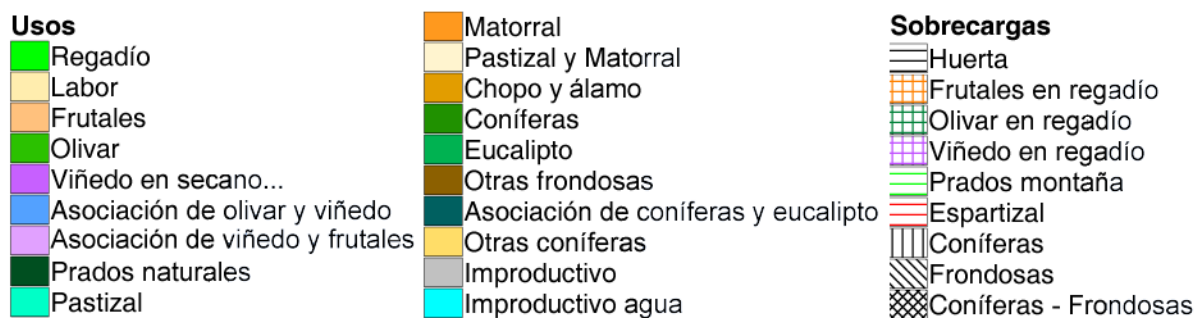 Usos
Regadío
Labor
Frutales
Olivar
Viñedo en secano...
Asociación de olivar y viñedo
Asociación de viñedo y frutales
Prados naturales
Pastizal
Matorral
Pastizal y Matorral
Chopo y álamo
Coníferas
Eucalipto
Otras frondosas
Asociación de coníferas y eucalipto
Otras coníferas
Improductivo
Improductivo agua
Sobrecargas
Huerta
Frutales en regadío
Olivar en regadío
Viñedo en regadío
Prados montaña
Espartizal
Coníferas
Frondosas
Coníferas - Frondosas